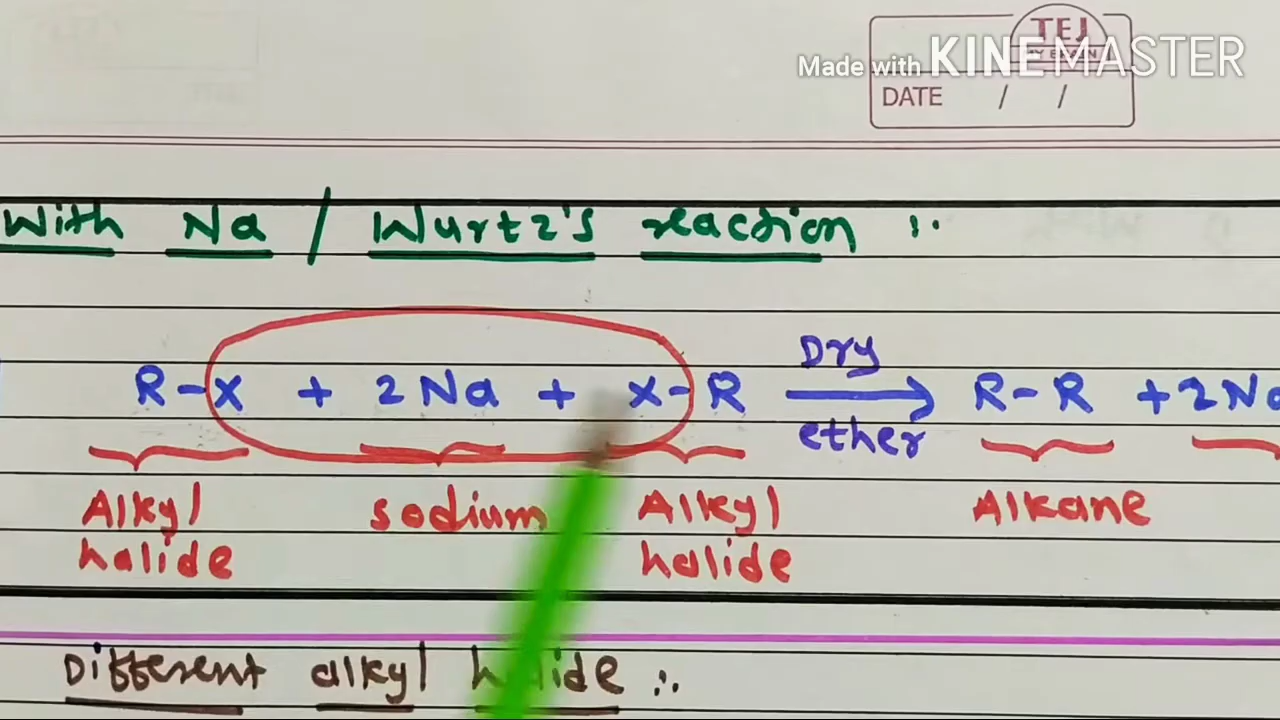 TEJ
Made with KINEMASTER
DATE / /
With Na / Wurtz's reaction :-
R-X + 2Na + X-R Dry ether R-R + 2Na
Alkyl halide sodium Alkyl halide Alkane
Different alkyl halide :-